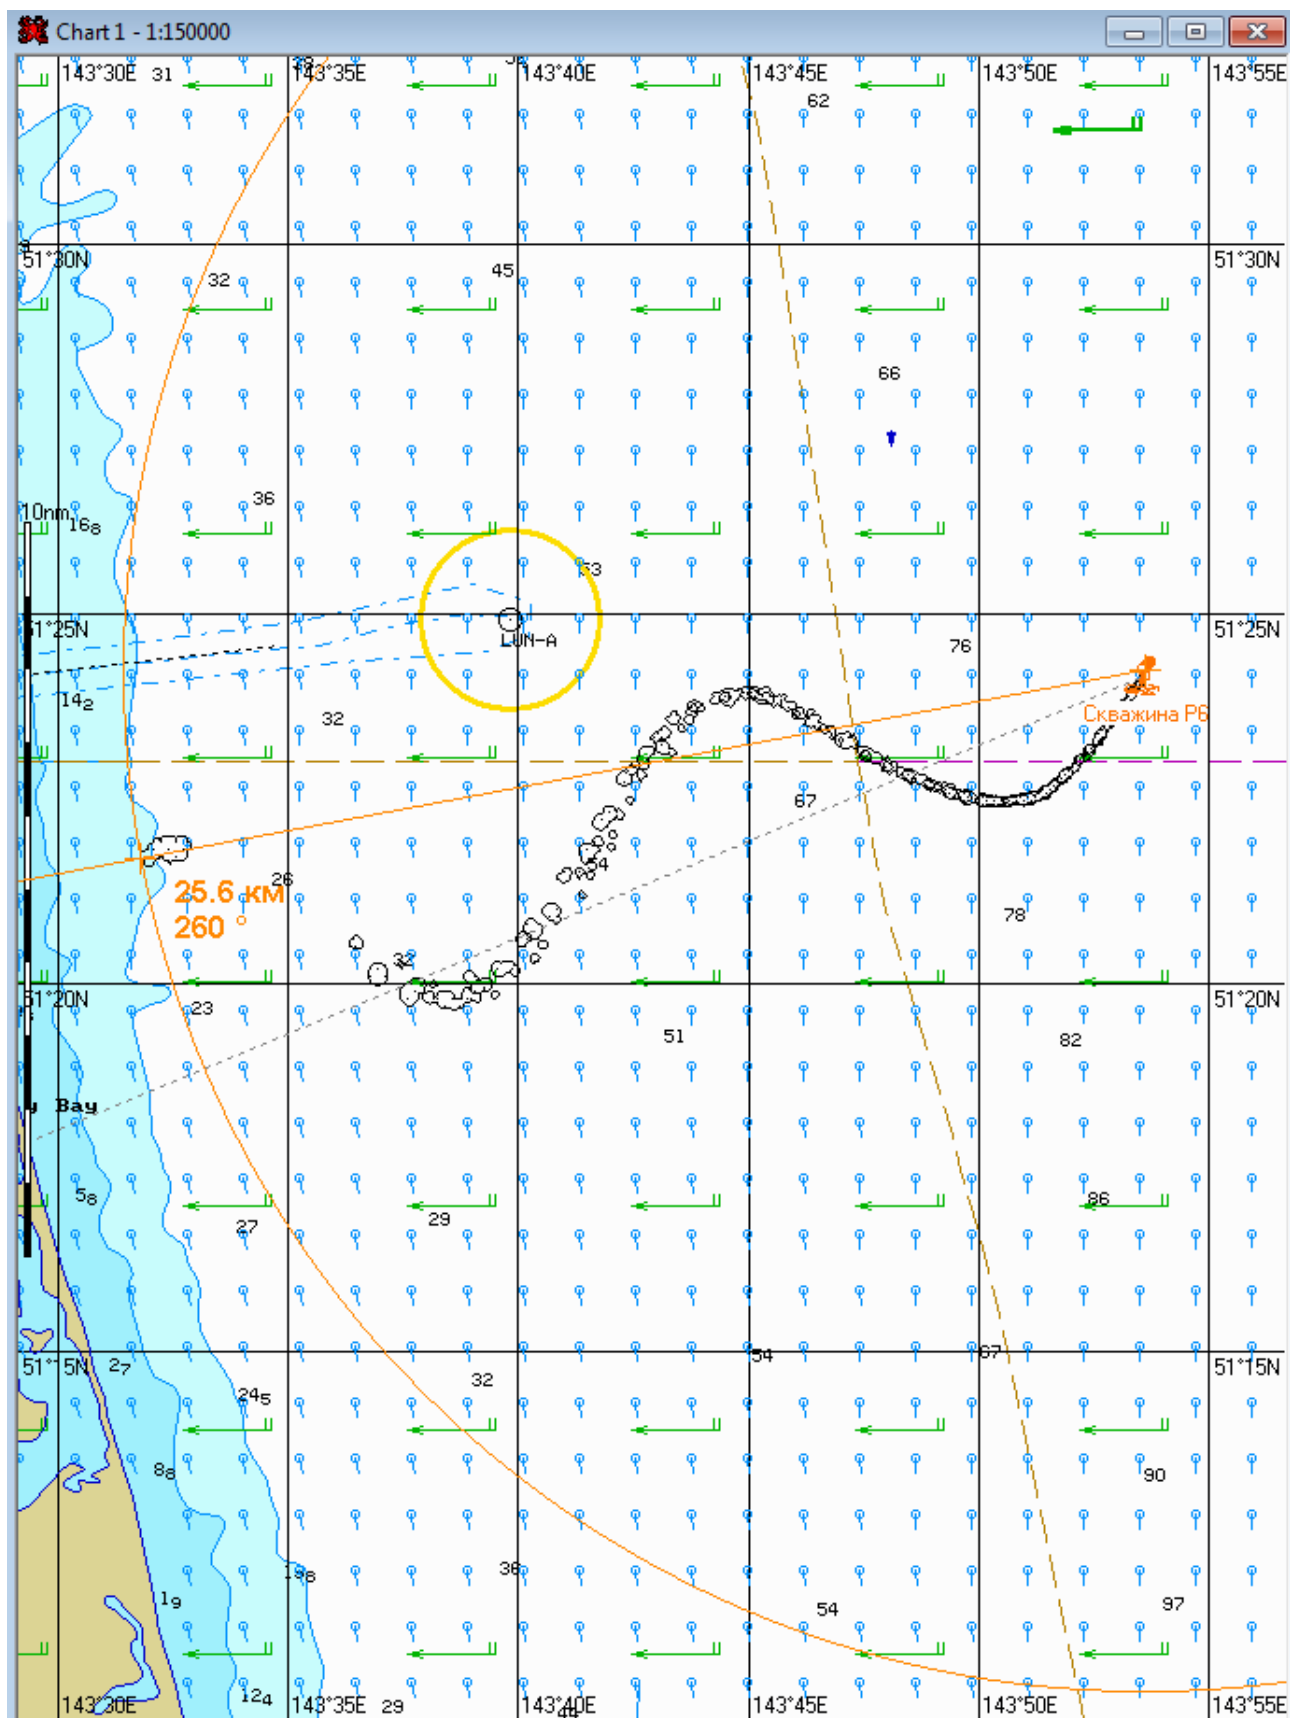 Chart 1 - 1:150000
143°30E 31 143°35E 143°40E 143°45E 143°50E 143°55E
62
51°30N 51°30N
32 45
66
36
10nm 16₈
53
51°25N LUN-A 51°25N
76
14₂ 32 Скважина P6
67
54
26
25.6 км
260 °
78
32
51°20N 51°20N
23 51 82
y Bay
5₈ 86
27 29
51°15N 2₇ 54 67 51°15N
32
24₅
8₈ 90
36
1₉ 54 97
12₄ 143°30E 143°35E 29 143°40E 143°45E 143°50E 143°55E